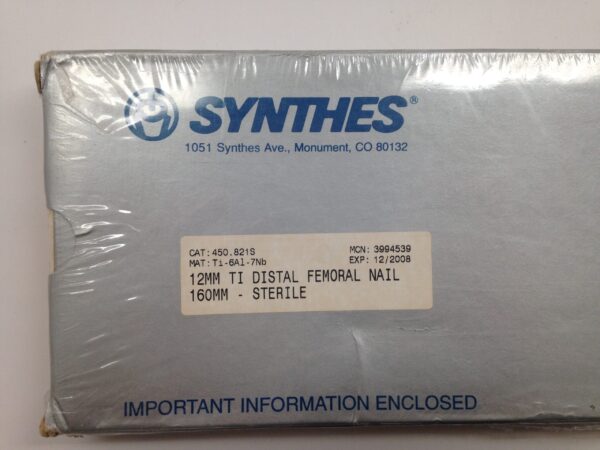 SYNTHES®
1051 Synthes Ave., Monument, CO 80132
CAT:450.821S MCN: 3994539
MAT:Ti-6Al-7Nb EXP: 12/2008
12MM TI DISTAL FEMORAL NAIL
160MM - STERILE
IMPORTANT INFORMATION ENCLOSED